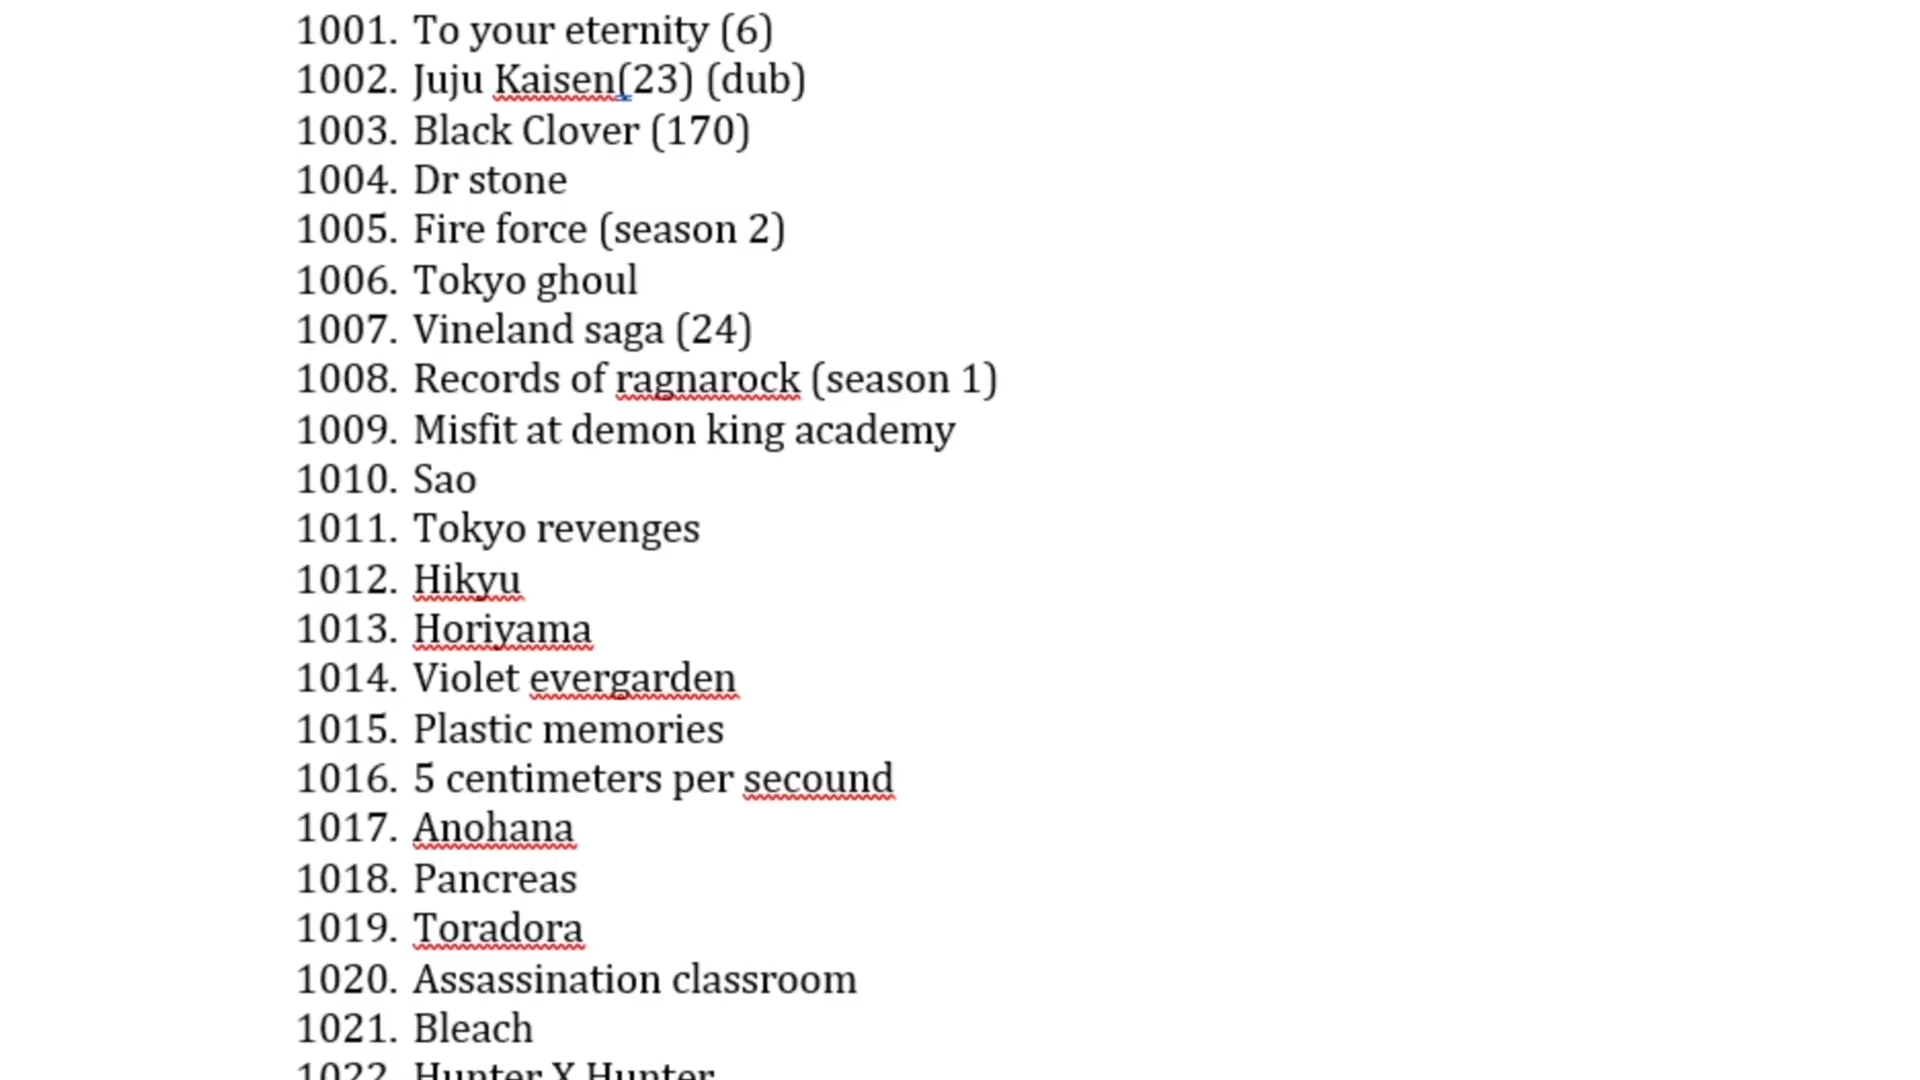 1001. To your eternity (6)
1002. Juju Kaisen(23) (dub)
1003. Black Clover (170)
1004. Dr stone
1005. Fire force (season 2)
1006. Tokyo ghoul
1007. Vineland saga (24)
1008. Records of ragnarock (season 1)
1009. Misfit at demon king academy
1010. Sao
1011. Tokyo revenges
1012. Hikyu
1013. Horiyama
1014. Violet evergarden
1015. Plastic memories
1016. 5 centimeters per secound
1017. Anohana
1018. Pancreas
1019. Toradora
1020. Assassination classroom
1021. Bleach
1022. Hunter X Hunter